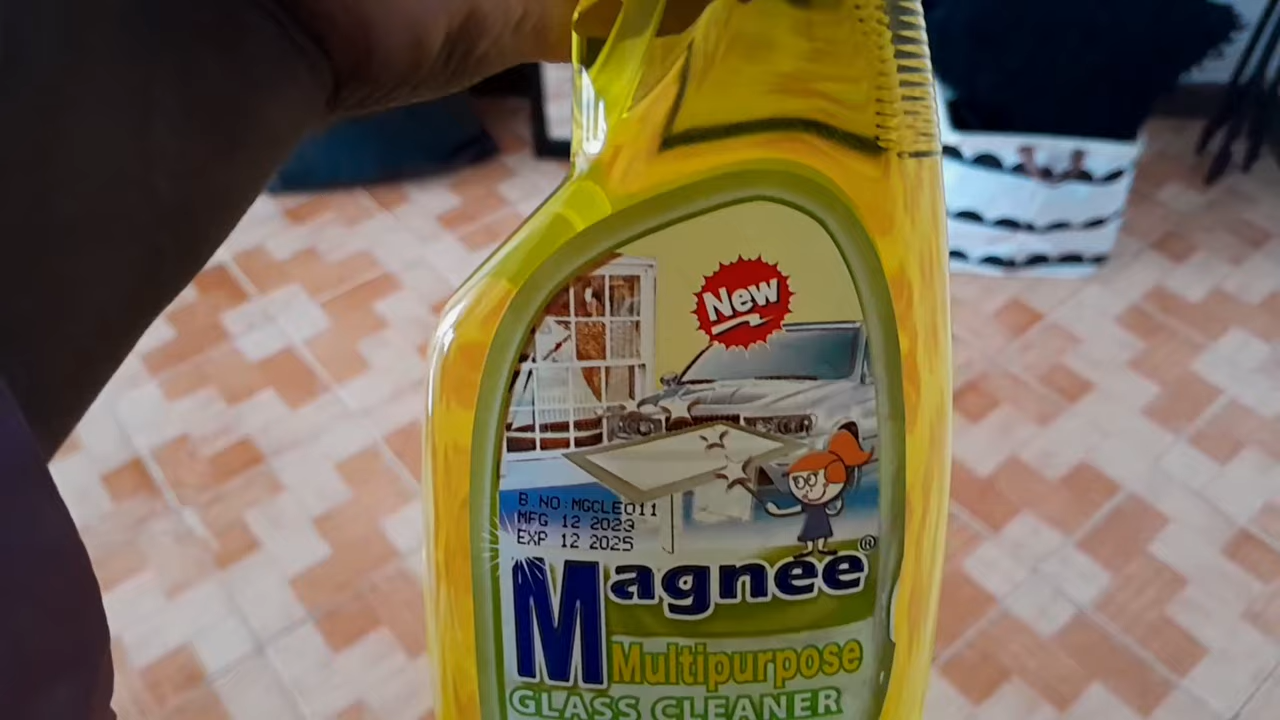 New
B.NO:MGCLE011
MFG 12 2023
EXP 12 2025
Magnee®
Multipurpose
GLASS CLEANER